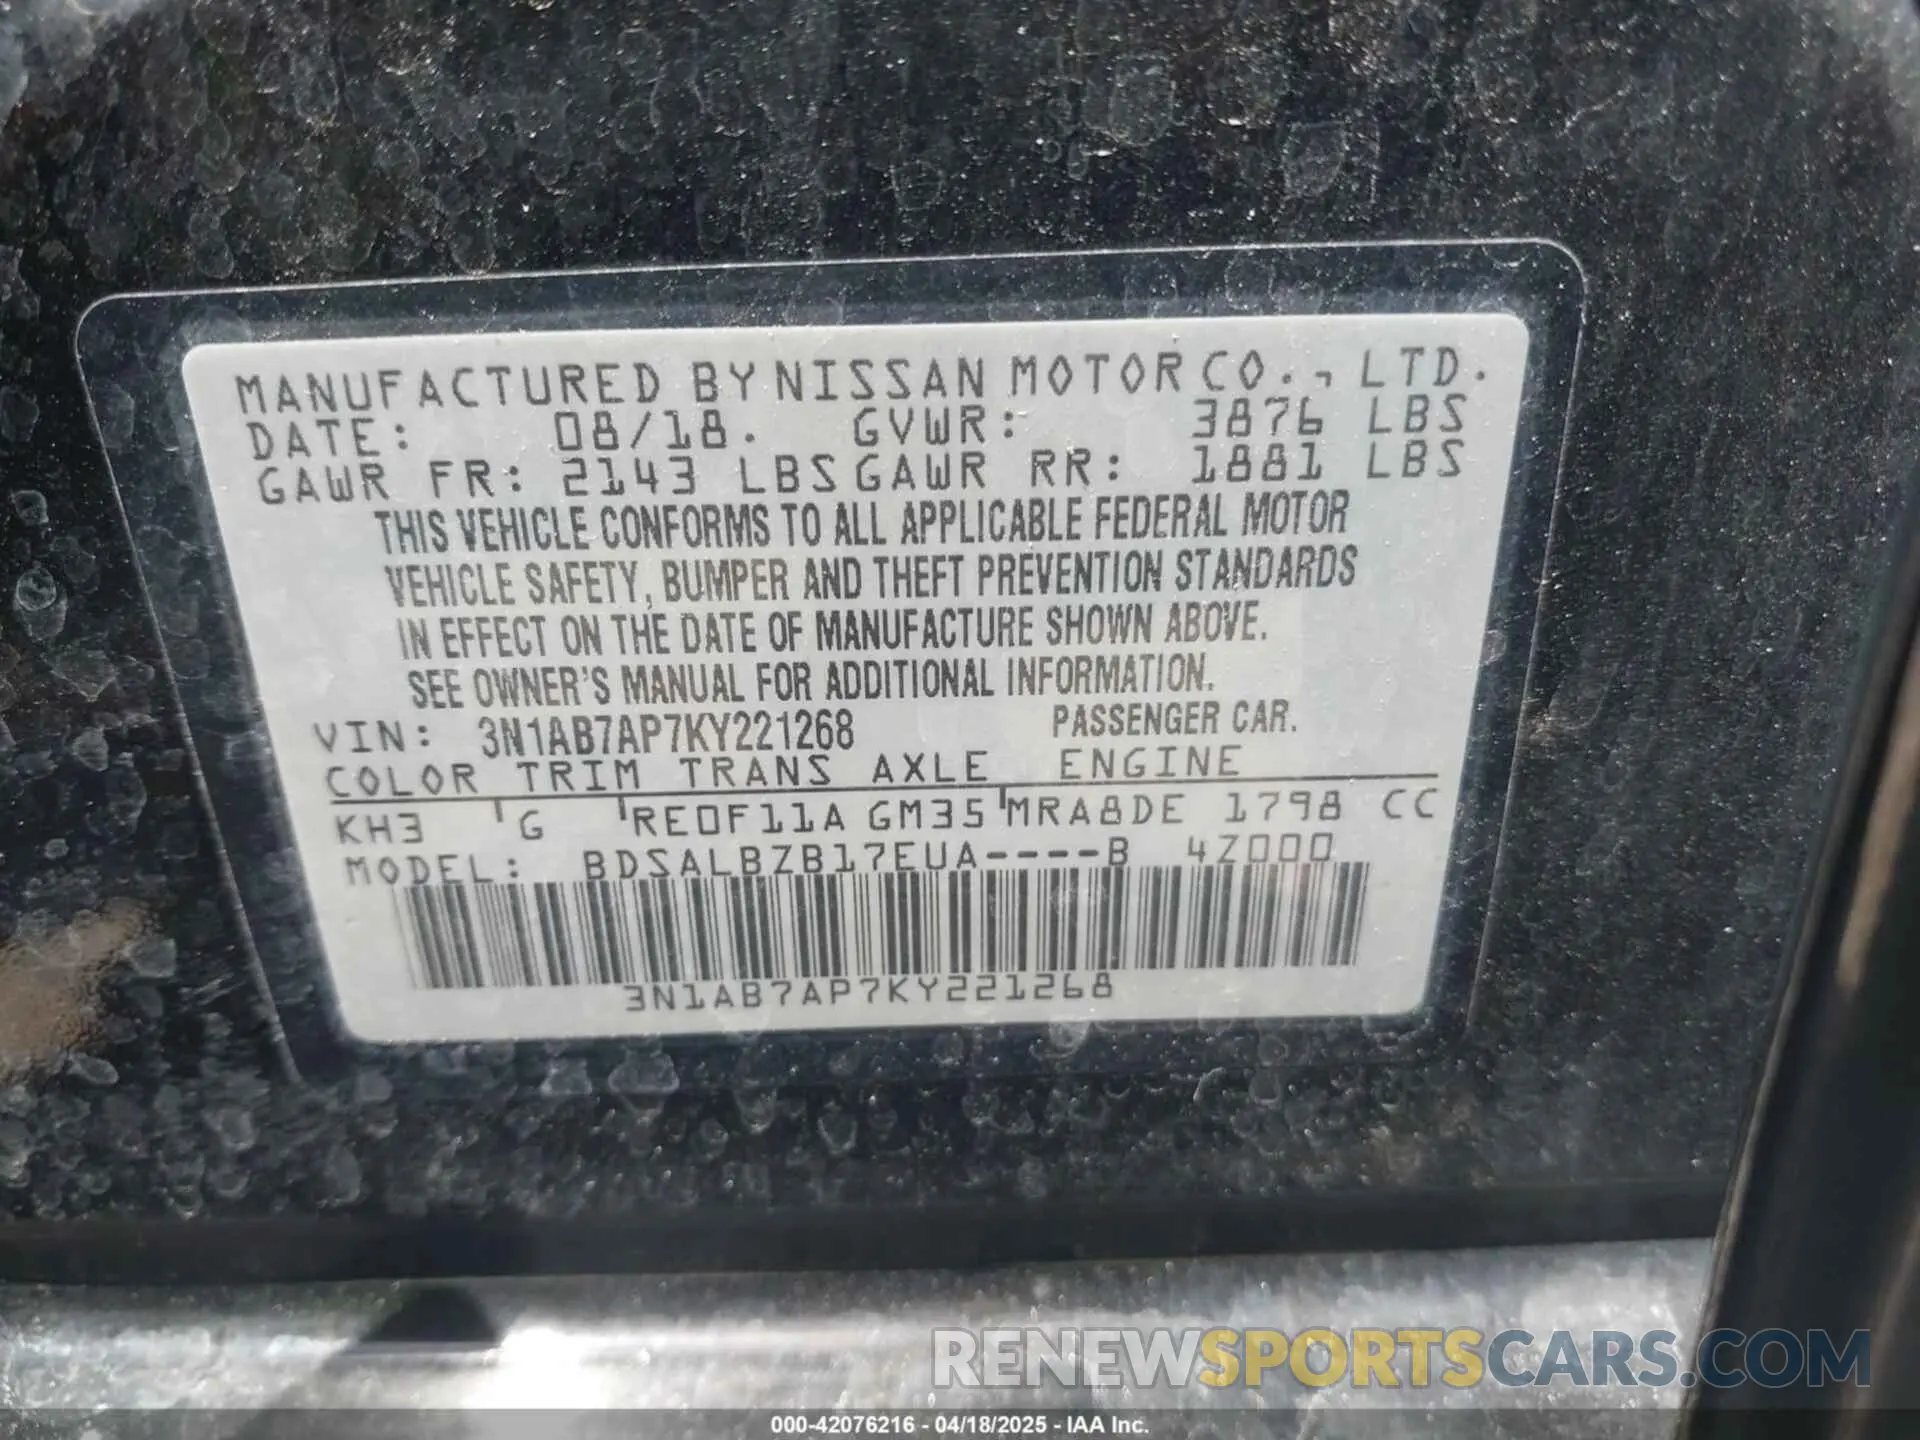 MANUFACTURED BY NISSAN MOTOR CO., LTD.
DATE: 08/18. GVWR: 3876 LBS
GAWR FR: 2143 LBS GAWR RR: 1881 LBS
THIS VEHICLE CONFORMS TO ALL APPLICABLE FEDERAL MOTOR
VEHICLE SAFETY, BUMPER AND THEFT PREVENTION STANDARDS
IN EFFECT ON THE DATE OF MANUFACTURE SHOWN ABOVE.
SEE OWNER'S MANUAL FOR ADDITIONAL INFORMATION.
VIN: 3N1AB7AP7KY221268 PASSENGER CAR.
COLOR TRIM TRANS AXLE ENGINE
KH3 G RE0F11A GM35 MRA8DE 1798 CC
MODEL: BDSALBZB17EUA----B 4Z000
3N1AB7AP7KY221268
RENEWSPORTSCARS.COM
000-42076216 - 04/18/2025 - IAA Inc.